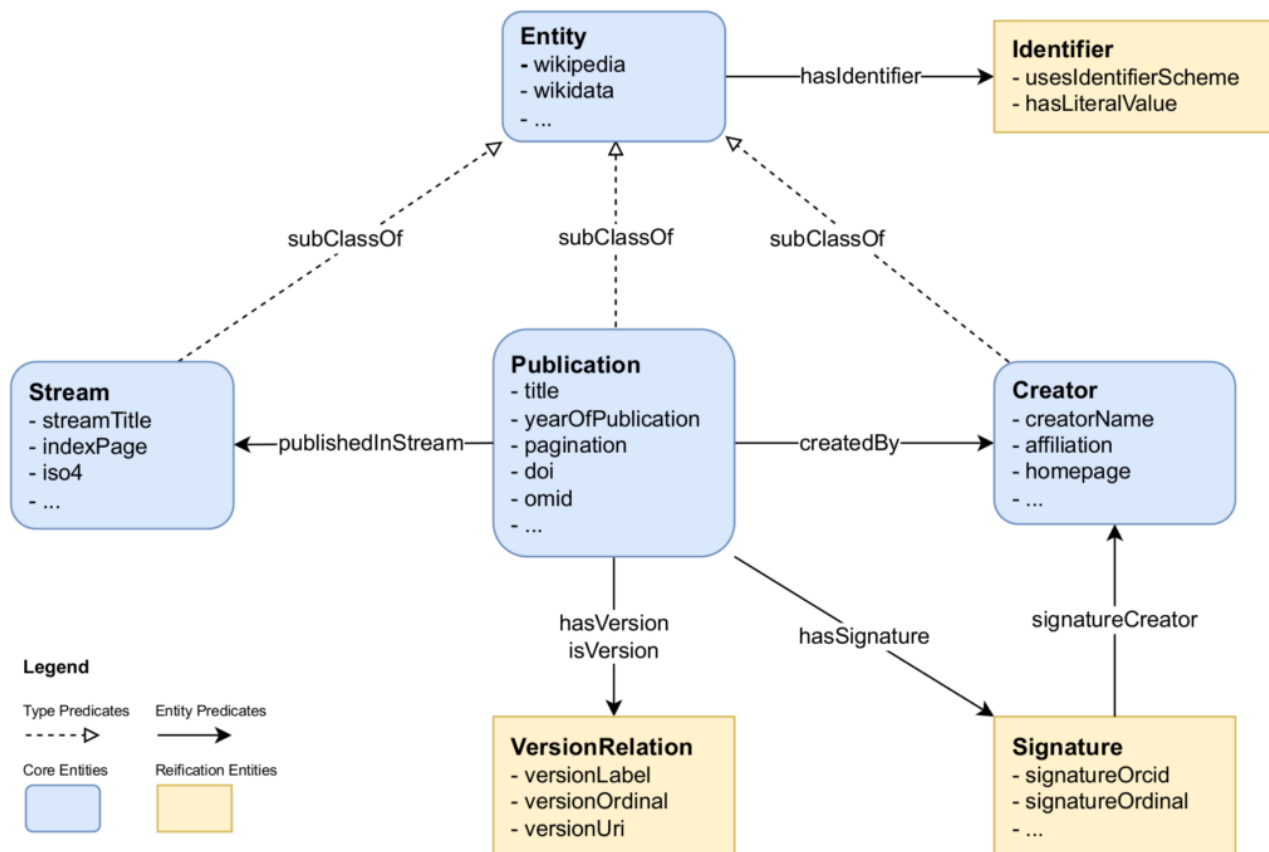 Entity
- wikipedia
- wikidata
- ...
hasIdentifier
Identifier
- usesIdentifierScheme
- hasLiteralValue
subClassOf
subClassOf
subClassOf
Stream
- streamTitle
- indexPage
- iso4
- ...
publishedInStream
Publication
- title
- yearOfPublication
- pagination
- doi
- omid
- ...
createdBy
Creator
- creatorName
- affiliation
- homepage
- ...
hasVersion
isVersion
hasSignature
signatureCreator
Legend
Type Predicates
Entity Predicates
Core Entities
Reification Entities
VersionRelation
- versionLabel
- versionOrdinal
- versionUri
Signature
- signatureOrcid
- signatureOrdinal
- ...